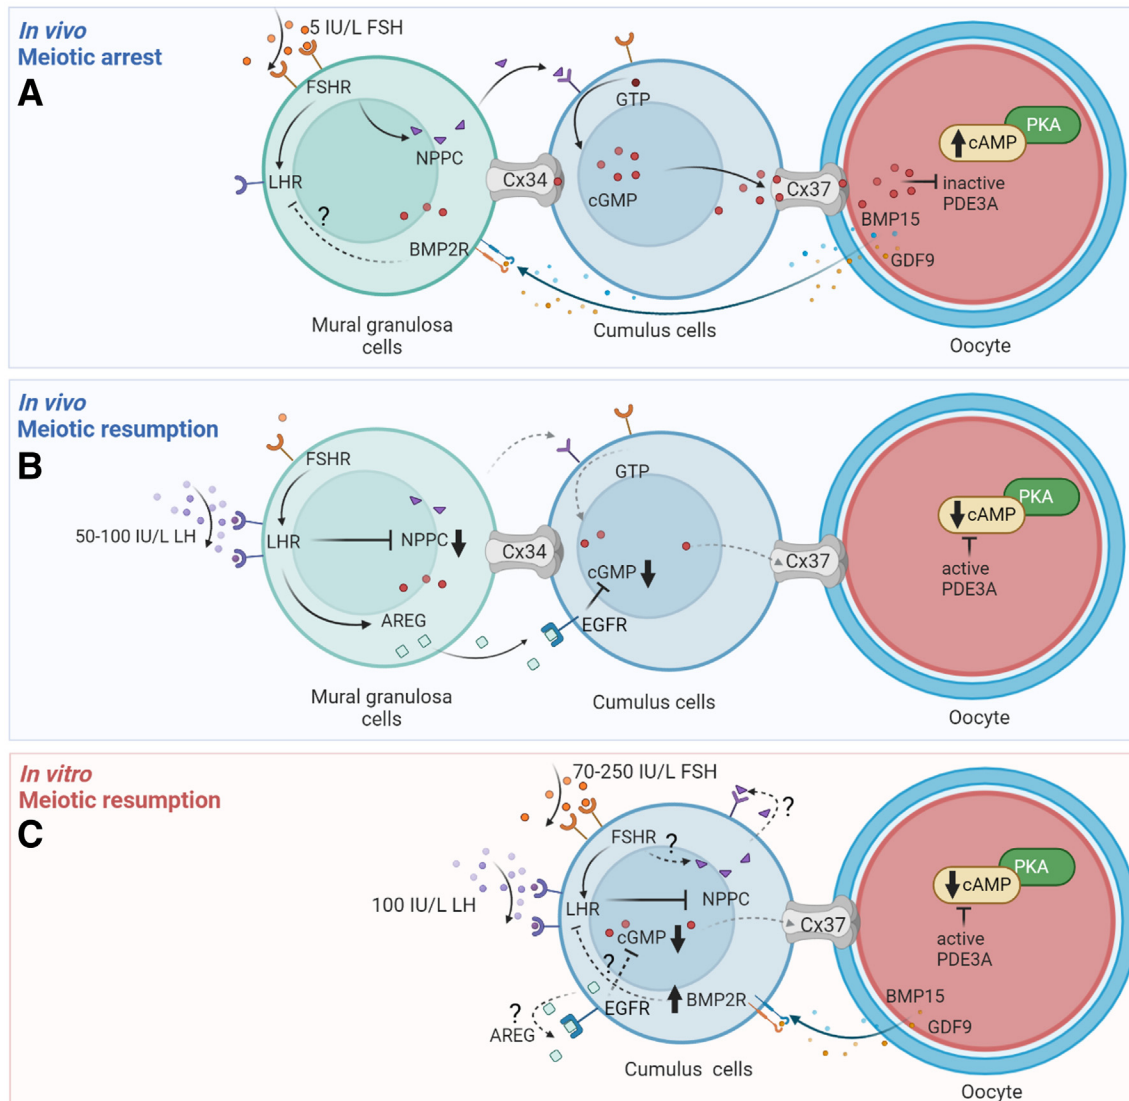 In vivo
Meiotic arrest
A
5 IU/L FSH
FSHR
NPPC
LHR
?
BMP2R
Mural granulosa
cells
Cx34
GTP
cGMP
Cumulus cells
Cx37
PKA
cAMP
inactive
PDE3A
BMP15
GDF9
Oocyte
In vivo
Meiotic resumption
B
50-100 IU/L LH
FSHR
LHR
NPPC
AREG
Mural granulosa
cells
Cx34
GTP
cGMP
EGFR
Cumulus cells
Cx37
PKA
cAMP
active
PDE3A
Oocyte
In vitro
Meiotic resumption
C
70-250 IU/L FSH
100 IU/L LH
FSHR
?
?
LHR
NPPC
cGMP
?
EGFR
BMP2R
?
AREG
Cumulus cells
Cx37
PKA
cAMP
active
PDE3A
BMP15
GDF9
Oocyte